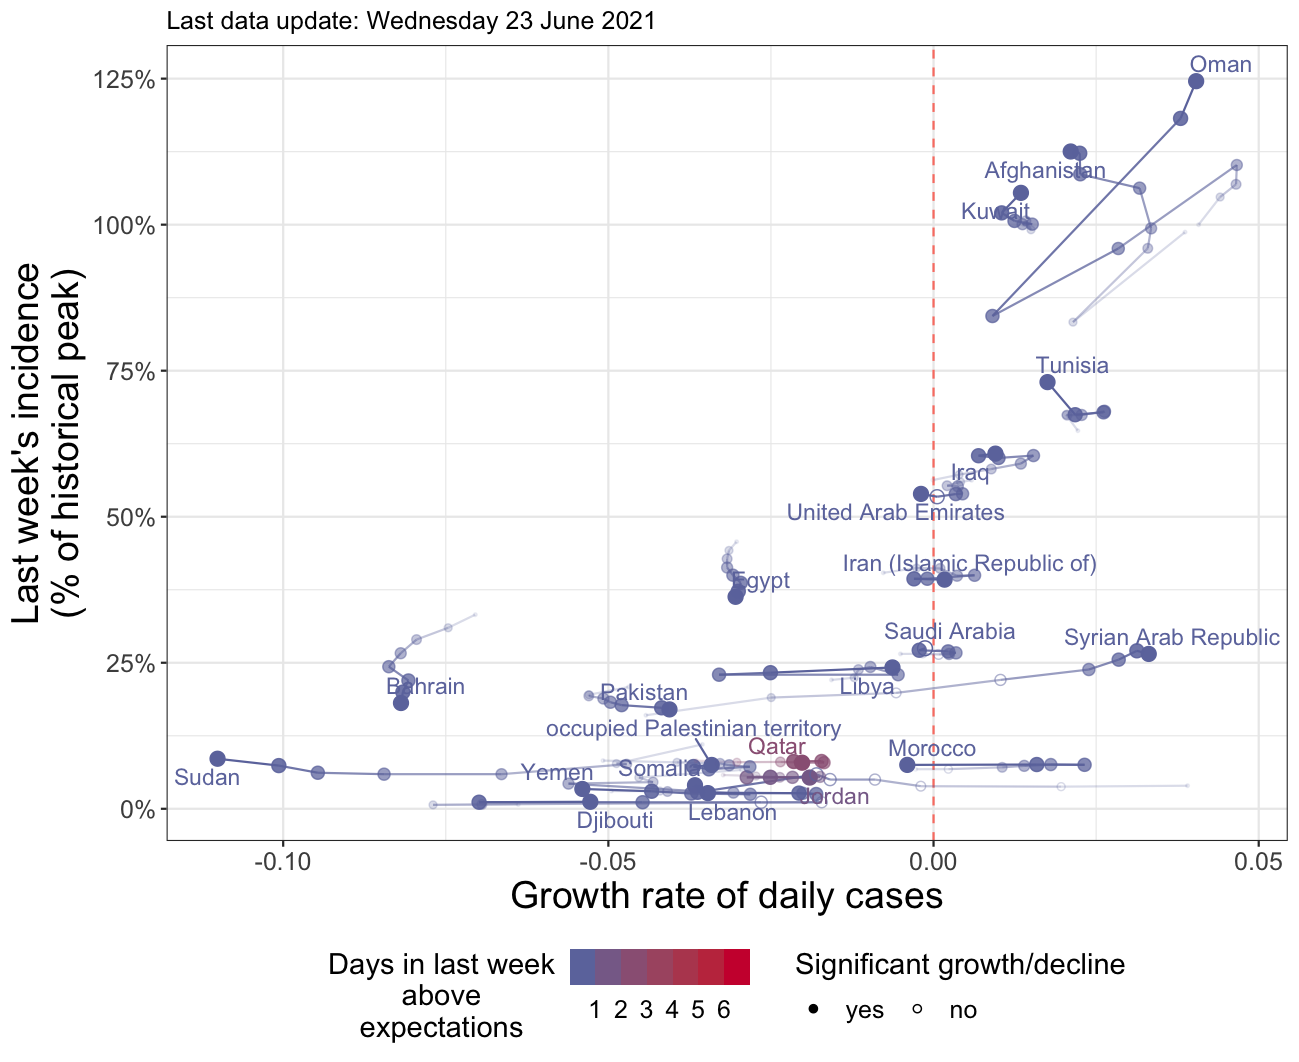 Last data update: Wednesday 23 June 2021
Last week's incidence
(% of historical peak)
125%
100%
75%
50%
25%
0%
Oman
Afghanistan
Kuwait
Tunisia
Iraq
United Arab Emirates
Iran (Islamic Republic of)
Egypt
Saudi Arabia
Syrian Arab Republic
Bahrain
Pakistan
Libya
occupied Palestinian territory
Qatar
Morocco
Sudan
Yemen
Somalia
Jordan
Djibouti
Lebanon
-0.10
-0.05
0.00
0.05
Growth rate of daily cases
Days in last week
above
expectations
1 2 3 4 5 6
Significant growth/decline
yes
no